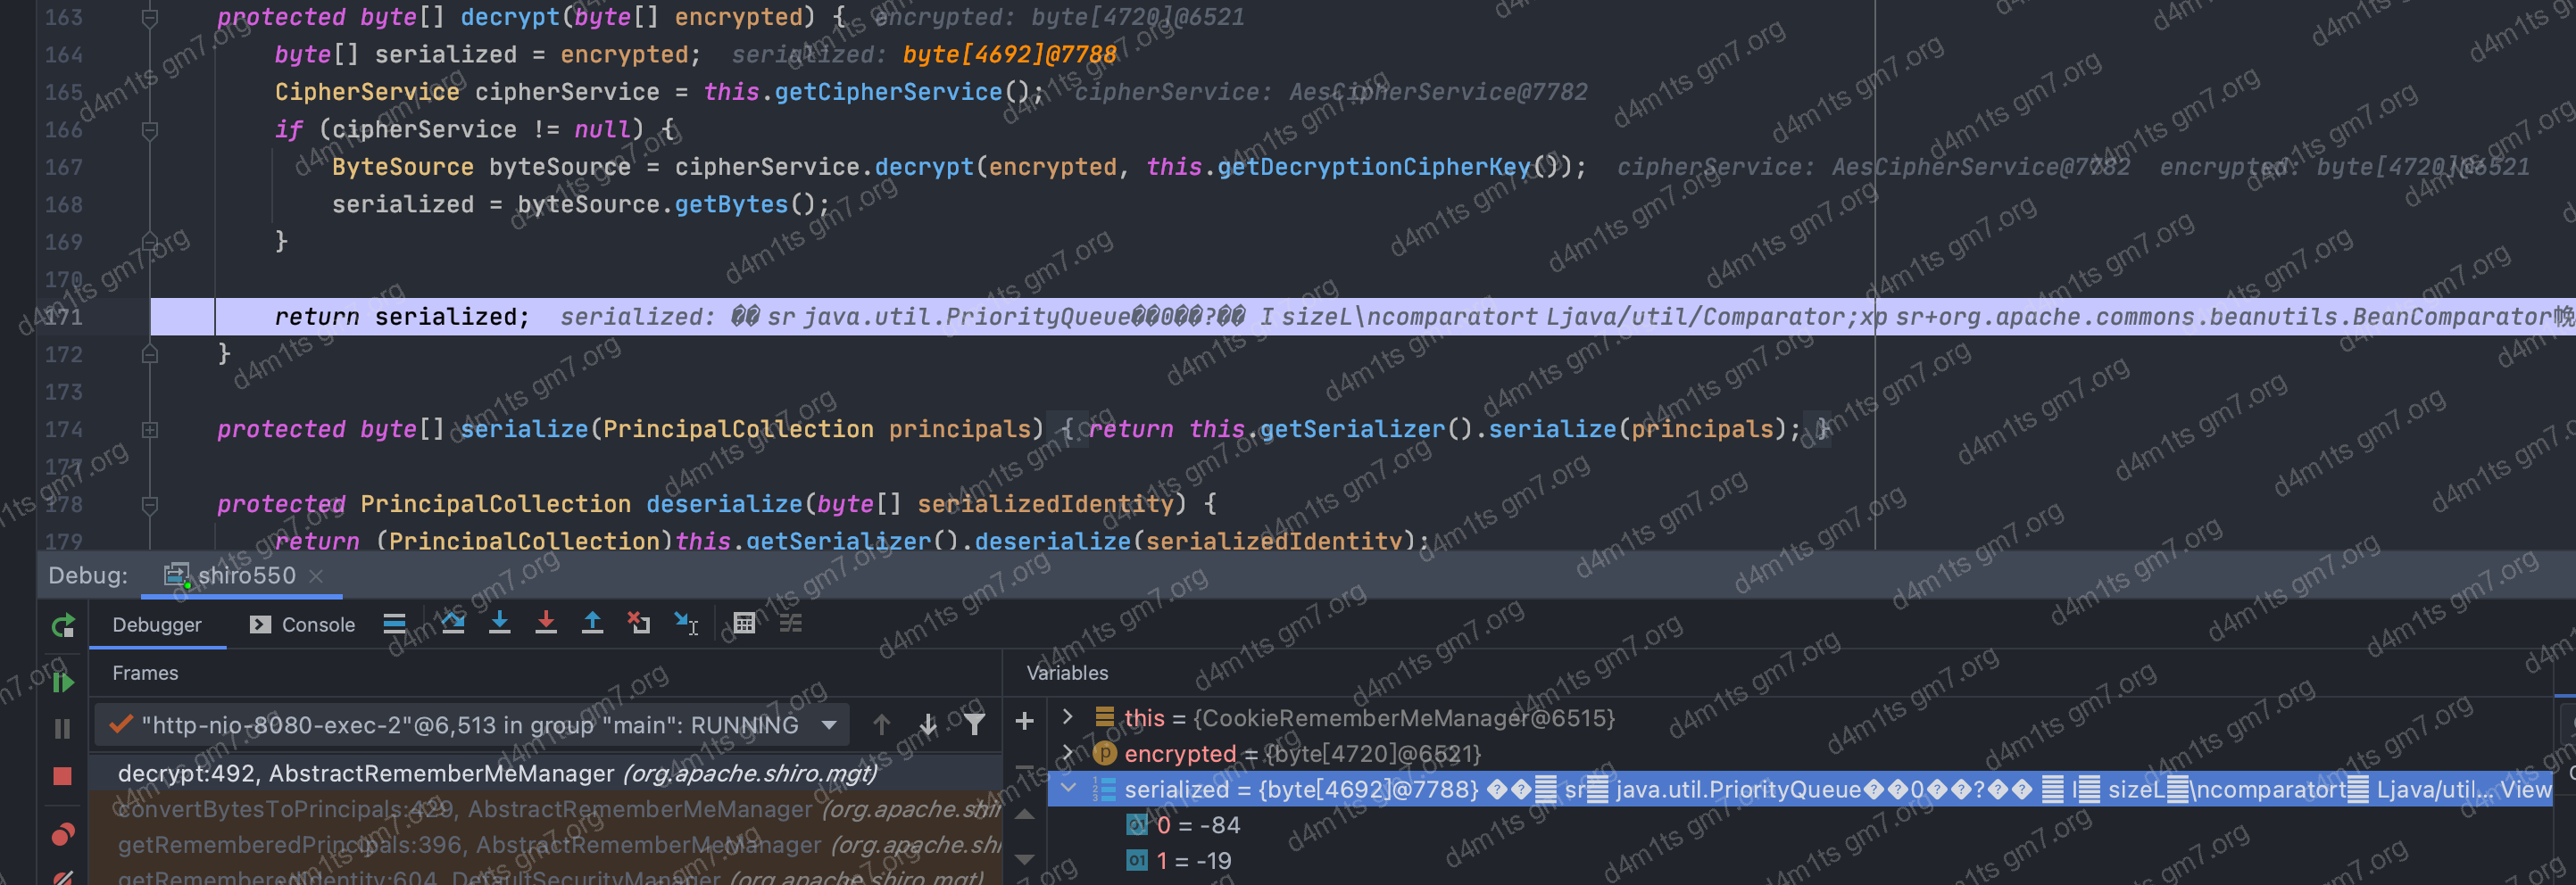 163 protected byte[] decrypt(byte[] encrypted) { encrypted: byte[4720]@6521
164 byte[] serialized = encrypted; serialized: byte[4692]@7788
165 CipherService cipherService = this.getCipherService(); cipherService: AesCipherService@7782
166 if (cipherService != null) {
167 ByteSource byteSource = cipherService.decrypt(encrypted, this.getDecryptionCipherKey()); cipherService: AesCipherService@7782 encrypted: byte[4720]@6521
168 serialized = byteSource.getBytes();
169 }
170
171 return serialized; serialized: �� sr java.util.PriorityQueue��0��?�� I sizeL\ncomparatort Ljava/util/Comparator;xp sr+org.apache.commons.beanutils.BeanComparator
172 }
173
174 protected byte[] serialize(PrincipalCollection principals) { return this.getSerializer().serialize(principals); }
177
178 protected PrincipalCollection deserialize(byte[] serializedIdentity) {
179 return (PrincipalCollection)this.getSerializer().deserialize(serializedIdentity);
Debug: shiro550
Debugger Console
Frames Variables
"http-nio-8080-exec-2"@6,513 in group "main": RUNNING
this = {CookieRememberMeManager@6515}
encrypted = {byte[4720]@6521}
decrypt:492, AbstractRememberMeManager (org.apache.shiro.mgt)
serialized = {byte[4692]@7788} �� sr java.util.PriorityQueue��0��?�� I sizeL\ncomparatort Ljava/util... View
convertBytesToPrincipals:429, AbstractRememberMeManager (org.apache.shi
0 = -84
getRememberedPrincipals:396, AbstractRememberMeManager (org.apache.shi
1 = -19
getRememberedIdentity:604, DefaultSecurityManager (org.apache.shiro.mgt)
d4m1ts gm7.org